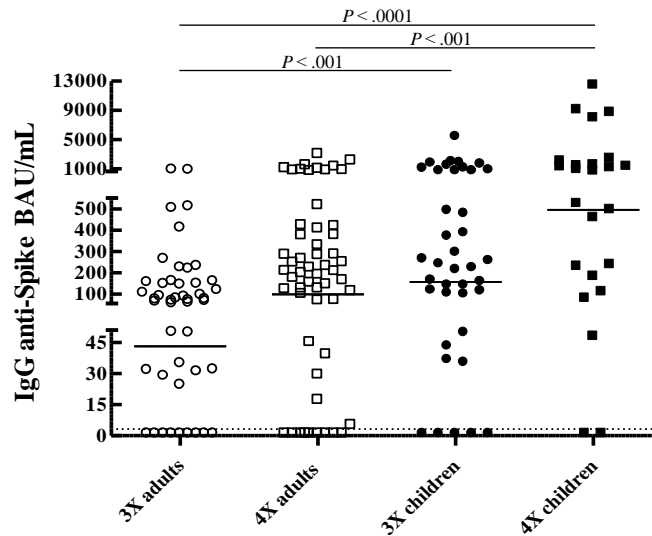 P < .0001
P < .001
P < .001
IgG anti-Spike BAU/mL
13000
9000
5000
1000
500
400
300
200
100
45
30
15
0
3X adults
4X adults
3X children
4X children